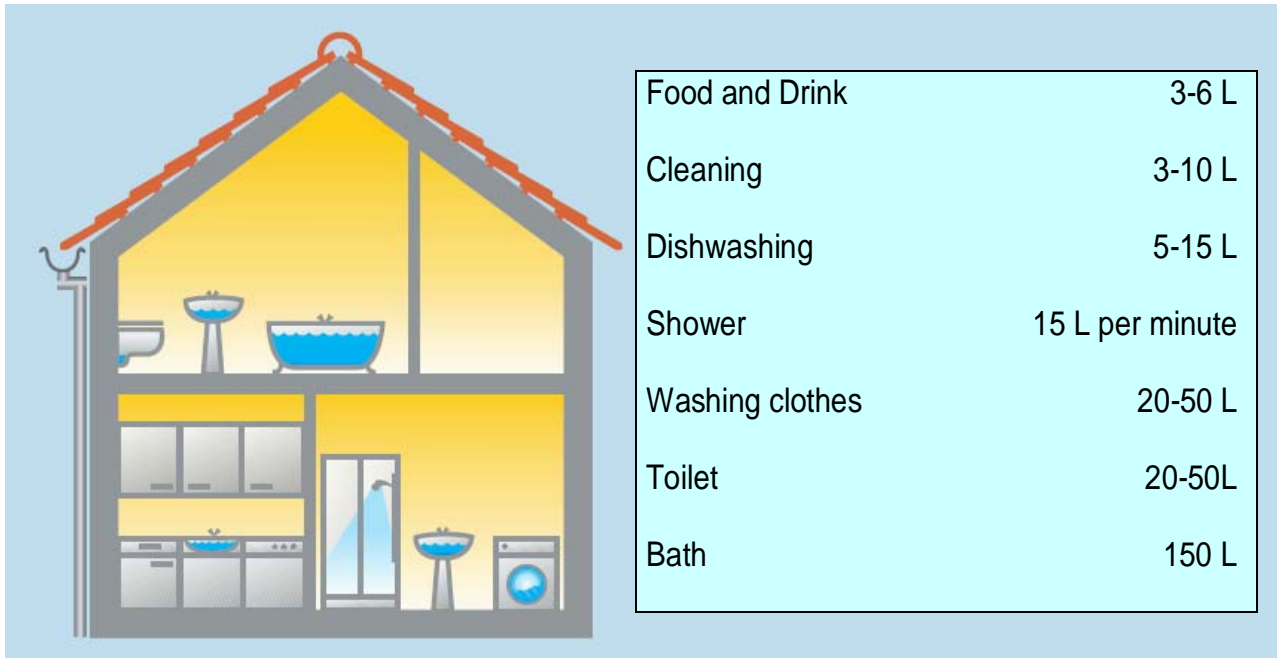 Food and Drink 3-6 L
Cleaning 3-10 L
Dishwashing 5-15 L
Shower 15 L per minute
Washing clothes 20-50 L
Toilet 20-50L
Bath 150 L